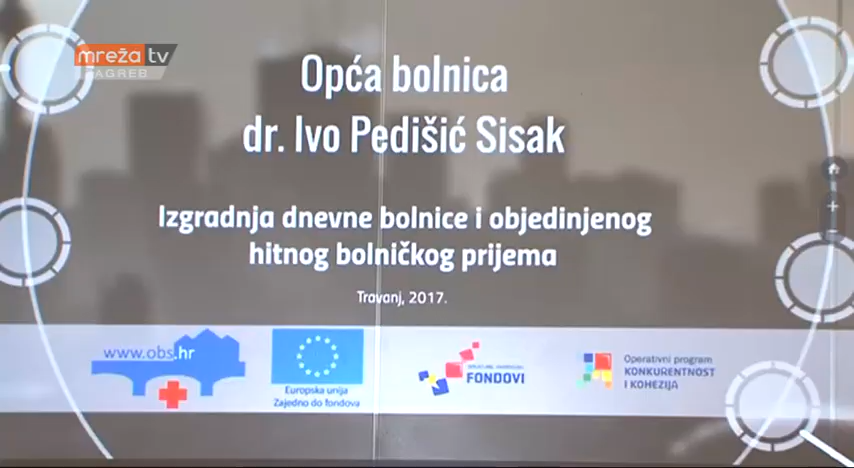 mreža tv
ZAGREB
Opća bolnica
dr. Ivo Pedišić Sisak
Izgradnja dnevne bolnice i objedinjenog
hitnog bolničkog prijema
Travanj, 2017.
www.obs.hr
Europska unija
Zajedno do fondova
FONDOVI
Operativni program
KONKURENTNOST
I KOHEZIJA